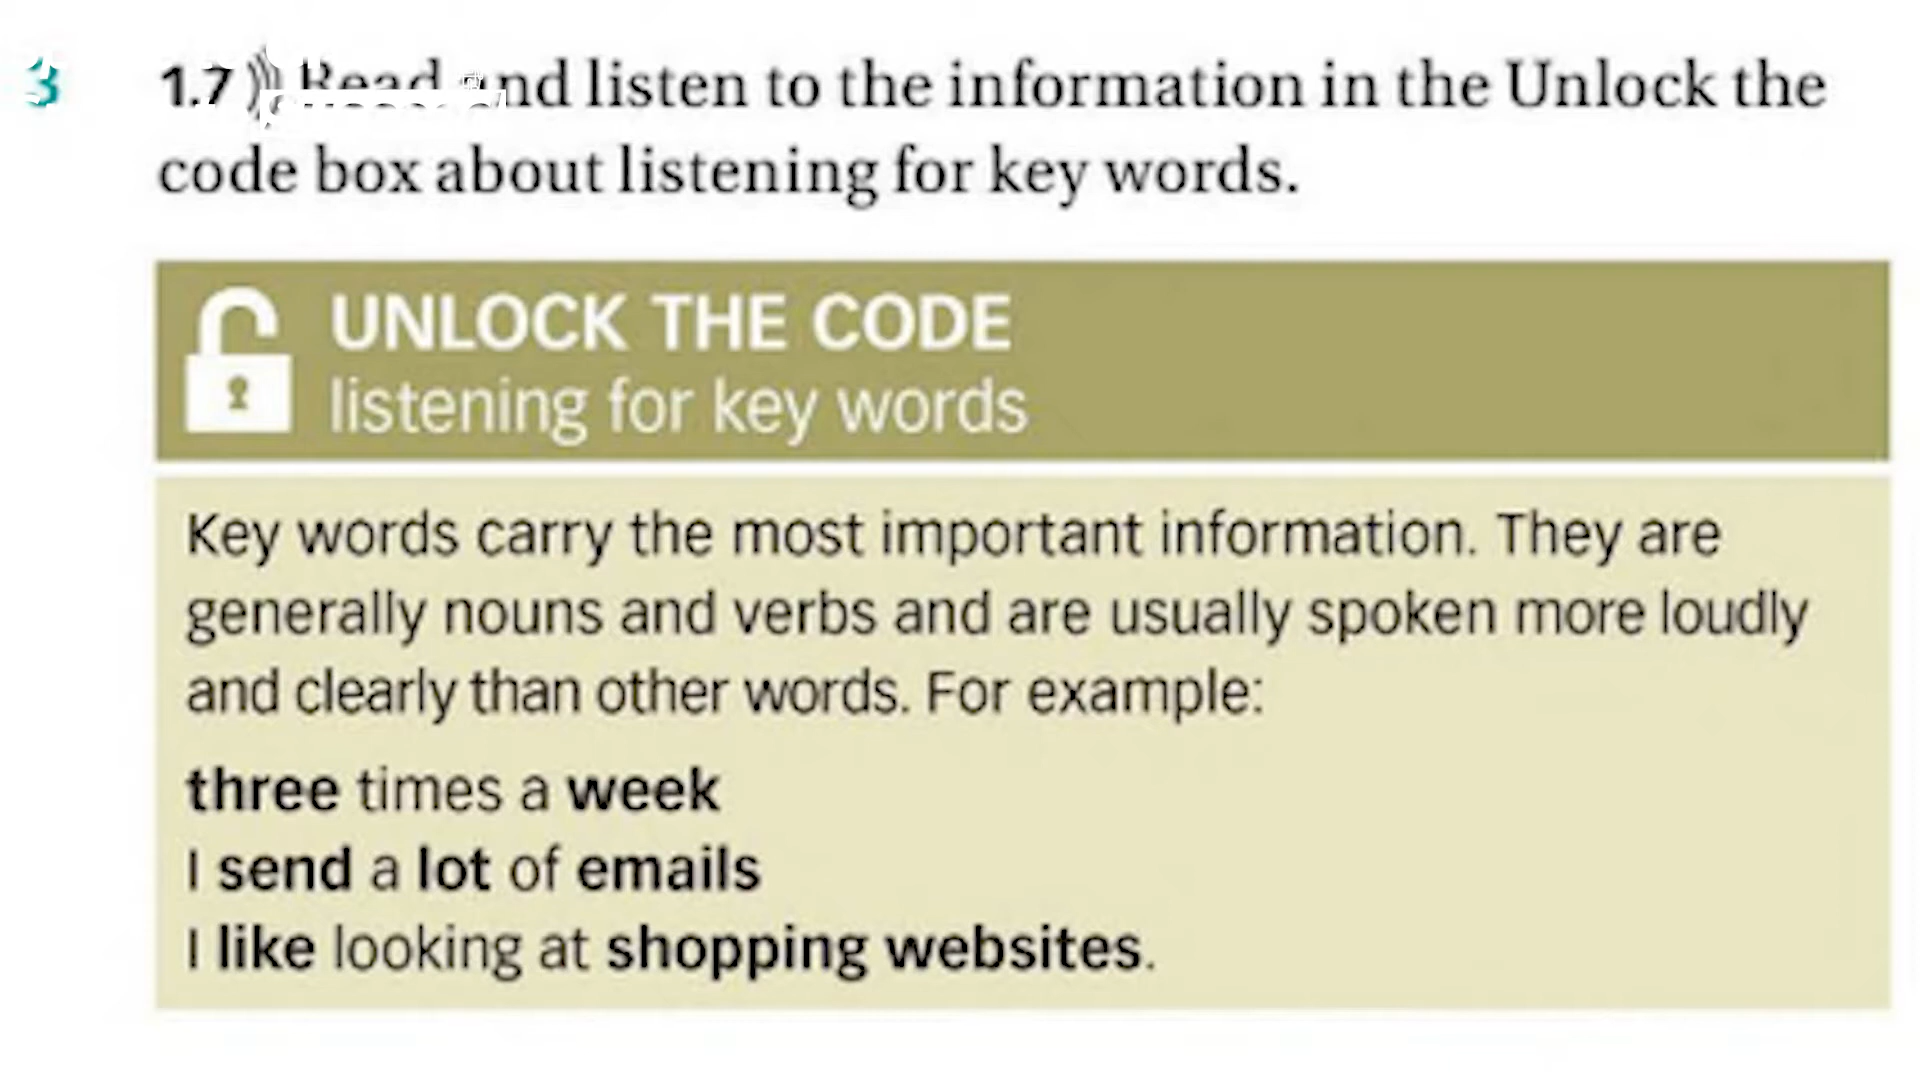 3 1.7 Read and listen to the information in the Unlock the
code box about listening for key words.
UNLOCK THE CODE
listening for key words
Key words carry the most important information. They are
generally nouns and verbs and are usually spoken more loudly
and clearly than other words. For example:
three times a week
I send a lot of emails
I like looking at shopping websites.